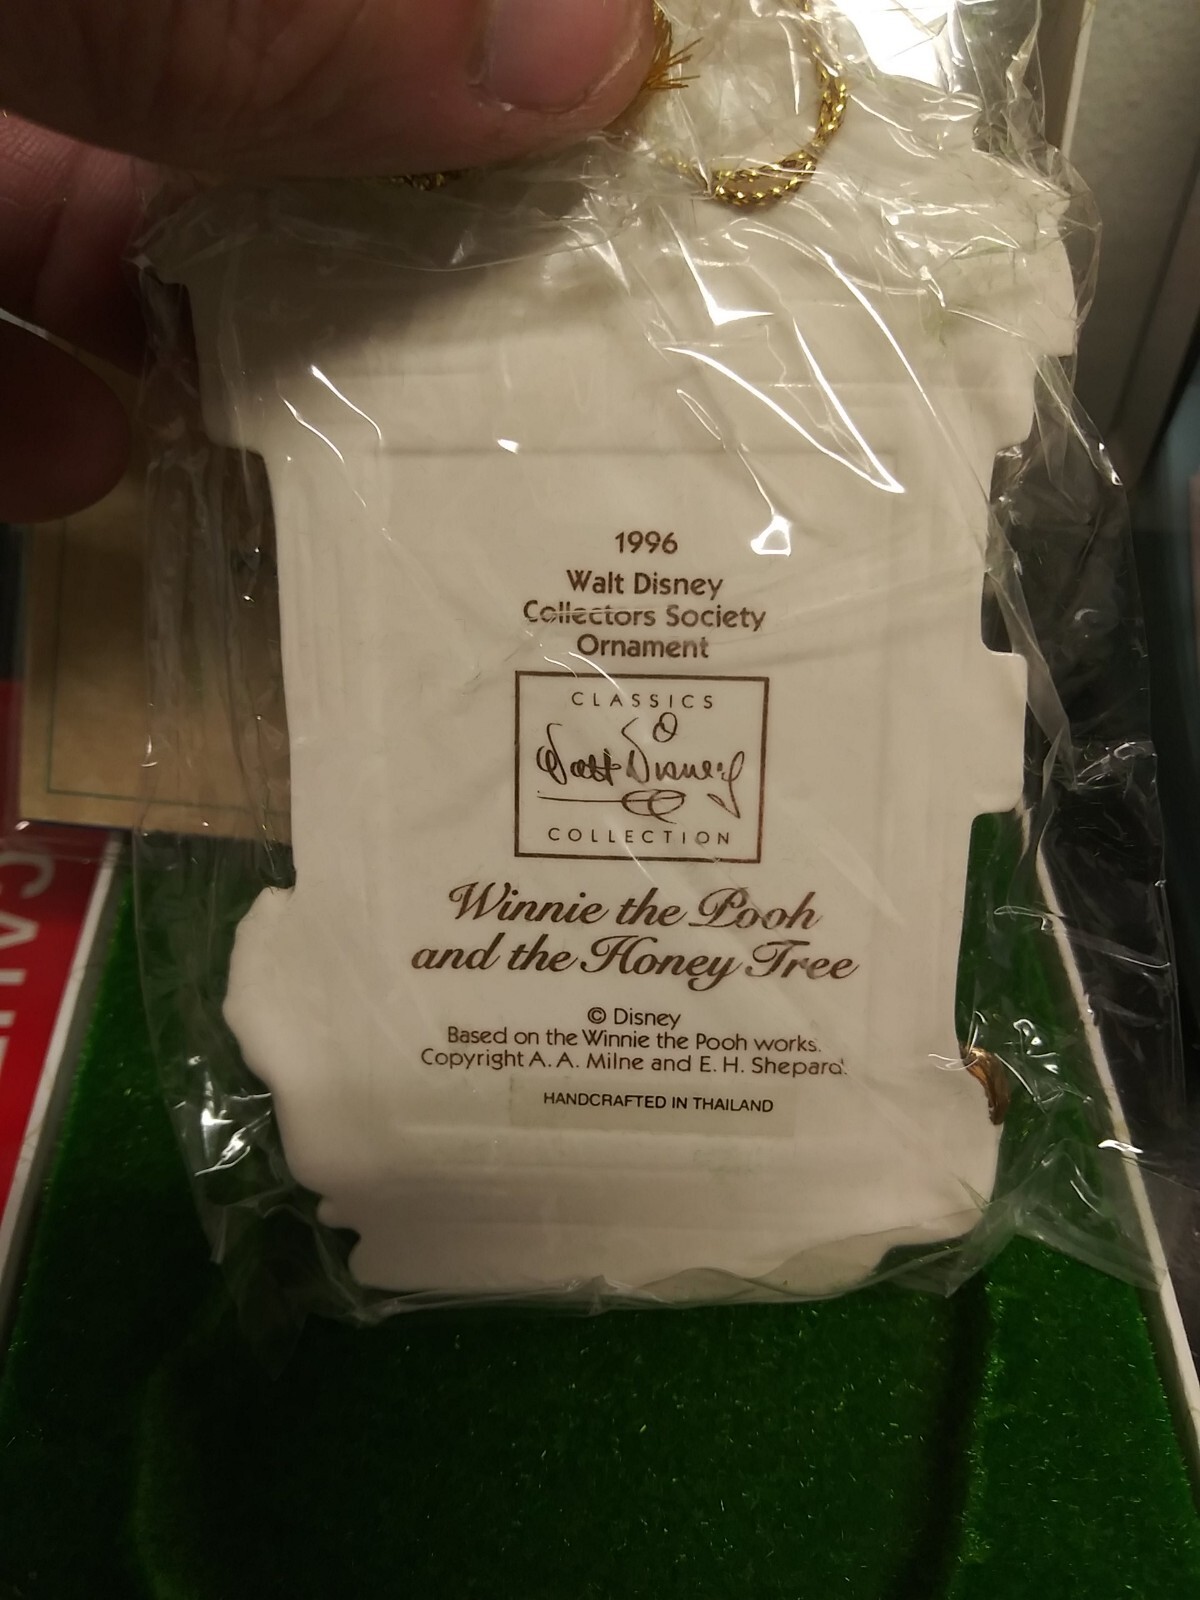 1996
Walt Disney
Collectors Society
Ornament
CLASSICS
Walt Disney
COLLECTION
Winnie the Pooh
and the Honey Tree
© Disney
Based on the Winnie the Pooh works.
Copyright A. A. Milne and E. H. Shepard.
HANDCRAFTED IN THAILAND